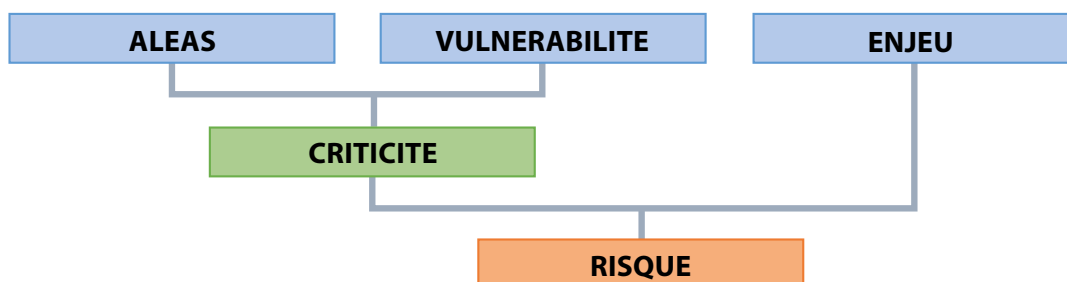 ALEAS
VULNERABILITE
ENJEU
CRITICITE
RISQUE